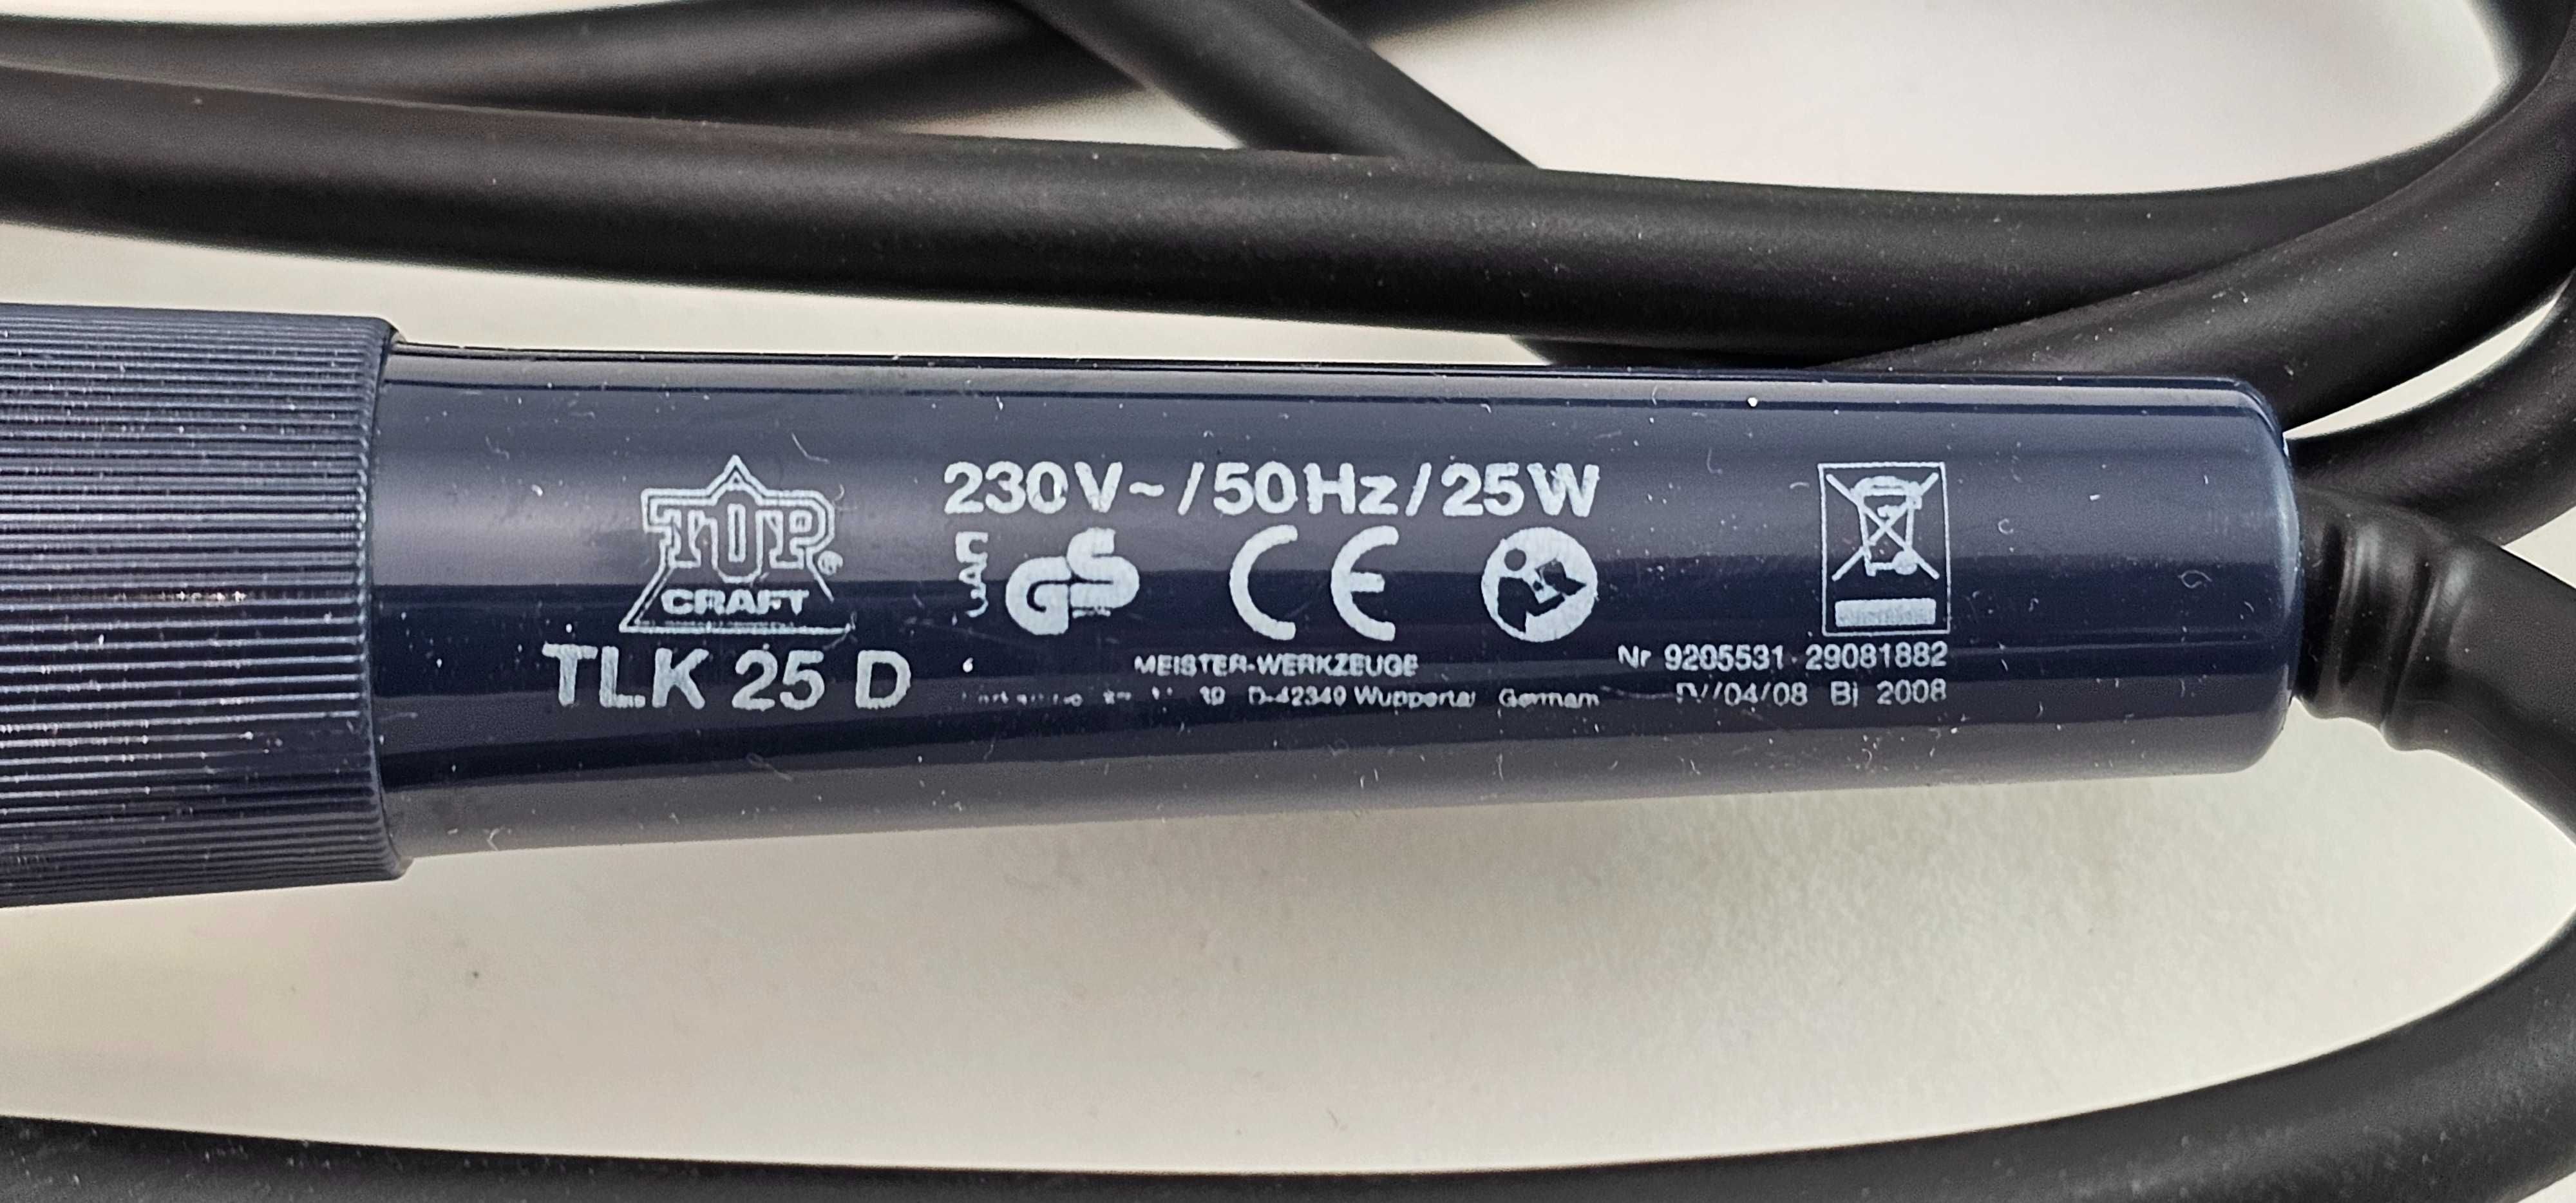 TOP®
CRAFT
TLK 25 D
230V~/50Hz/25W
GS CE
MEISTER-WERKZEUGE
39 D-42349 Wuppertal
Nr 9205531 29081882
/04/08 Bj 2008